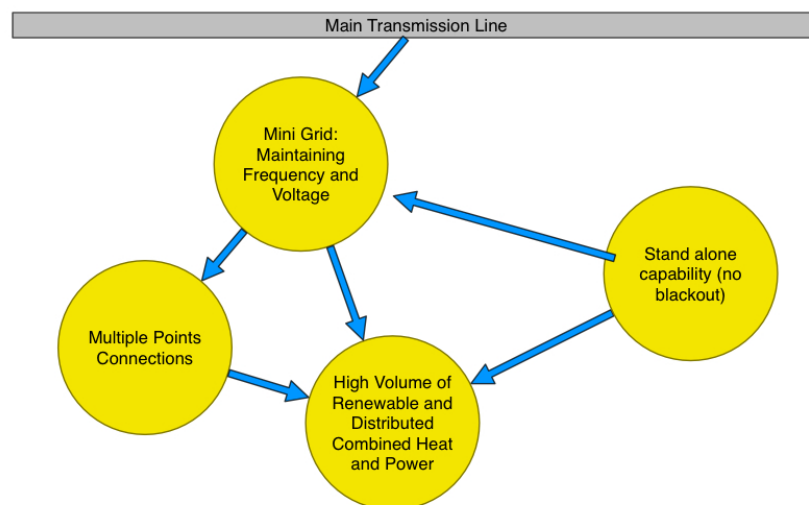 Main Transmission Line
Mini Grid:
Maintaining
Frequency and
Voltage
Stand alone
capability (no
blackout)
Multiple Points
Connections
High Volume of
Renewable and
Distributed
Combined Heat
and Power